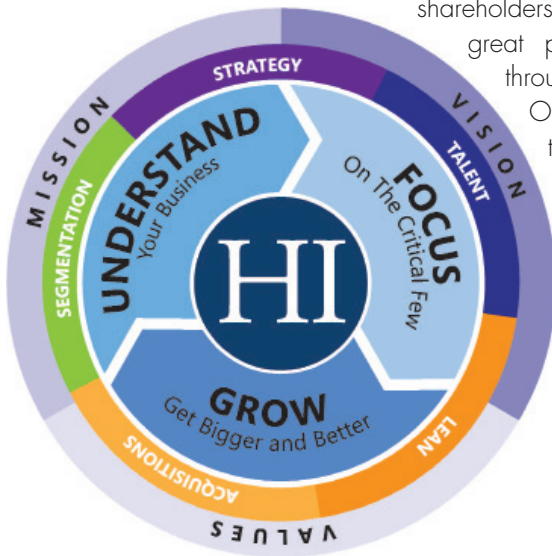 shareholders
great p
throu
O
t
MISSION
VISION
VALUES
STRATEGY
TALENT
LEAN
ACQUISITIONS
SEGMENTATION
UNDERSTAND
Your Business
FOCUS
On The Critical Few
GROW
Get Bigger and Better
HI